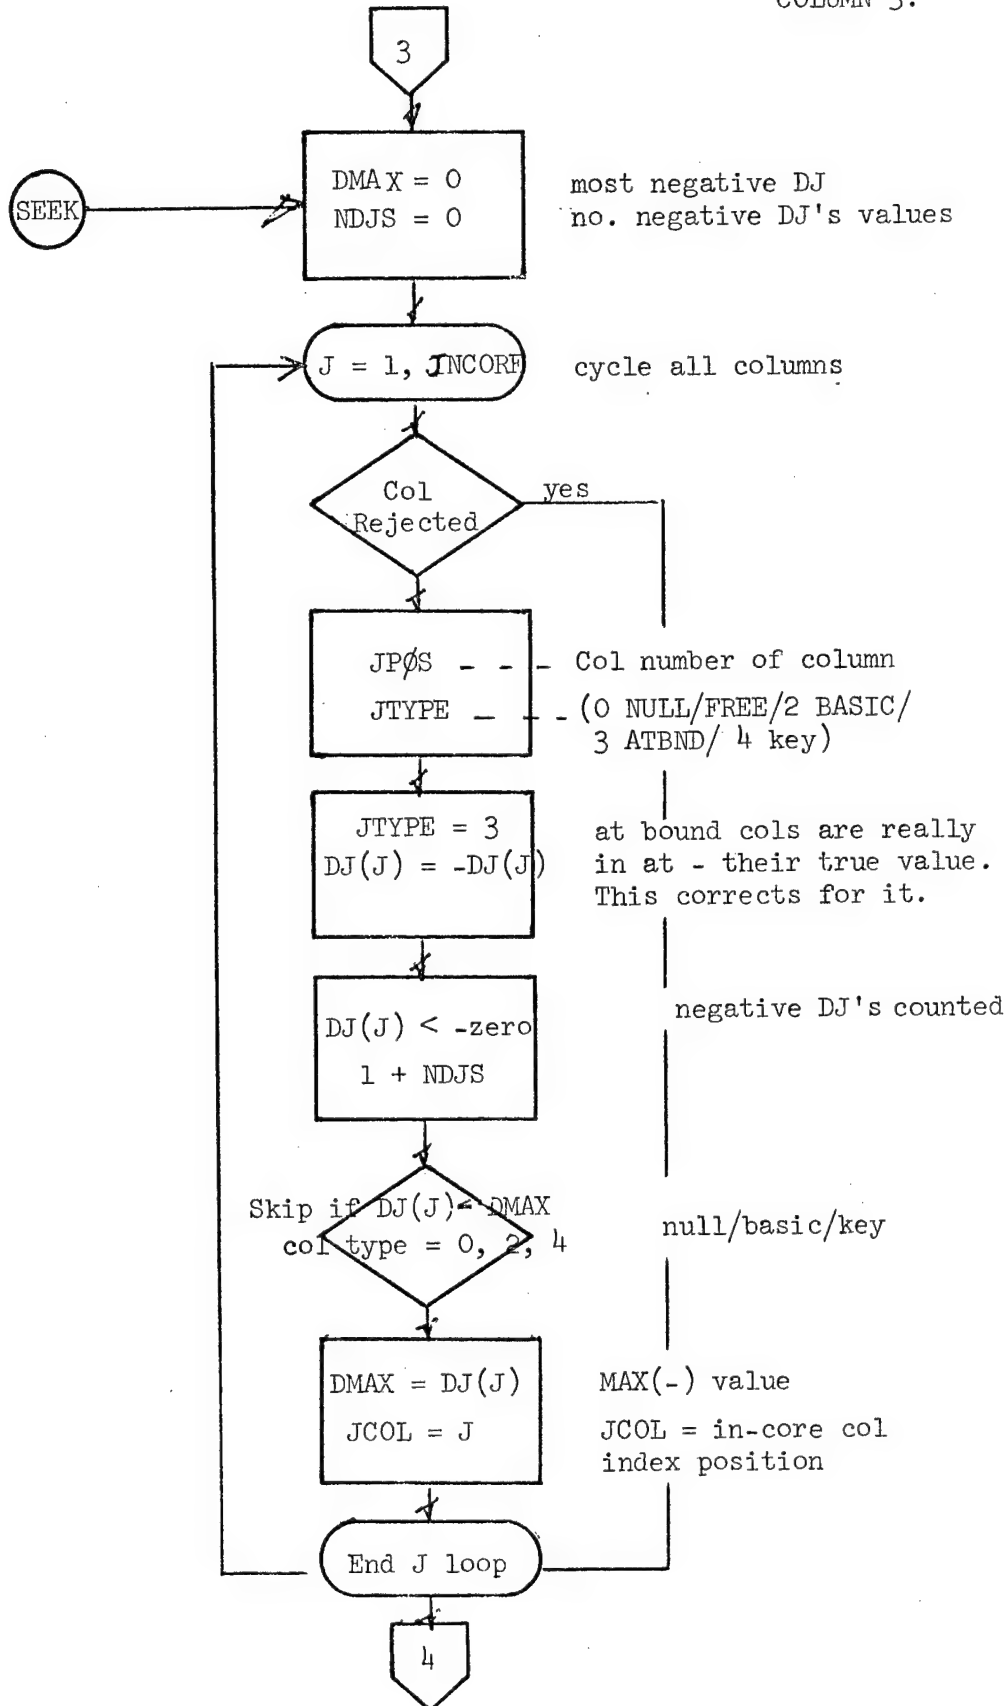 COLUMN 3.
3
SEEK
DMAX = 0
NDJS = 0
most negative DJ
no. negative DJ's values
J = 1, JNCORE
cycle all columns
Col
Rejected
yes
JPØS - - - Col number of column
JTYPE - - - (0 NULL/FREE/2 BASIC/
3 ATBND/ 4 key)
JTYPE = 3
DJ(J) = -DJ(J)
at bound cols are really
in at - their true value.
This corrects for it.
DJ(J) < -zero
1 + NDJS
negative DJ's counted
Skip if DJ(J) < DMAX
col type = 0, 2, 4
null/basic/key
DMAX = DJ(J)
JCOL = J
MAX(-) value
JCOL = in-core col
index position
End J loop
4